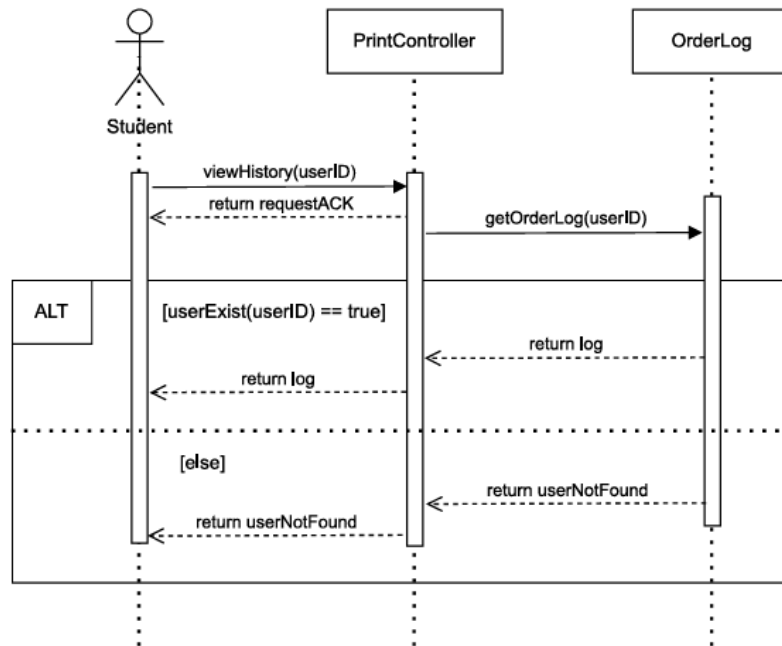 PrintController
OrderLog
Student
viewHistory(userID)
return requestACK
getOrderLog(userID)
ALT
[userExist(userID) == true]
return log
return log
[else]
return userNotFound
return userNotFound